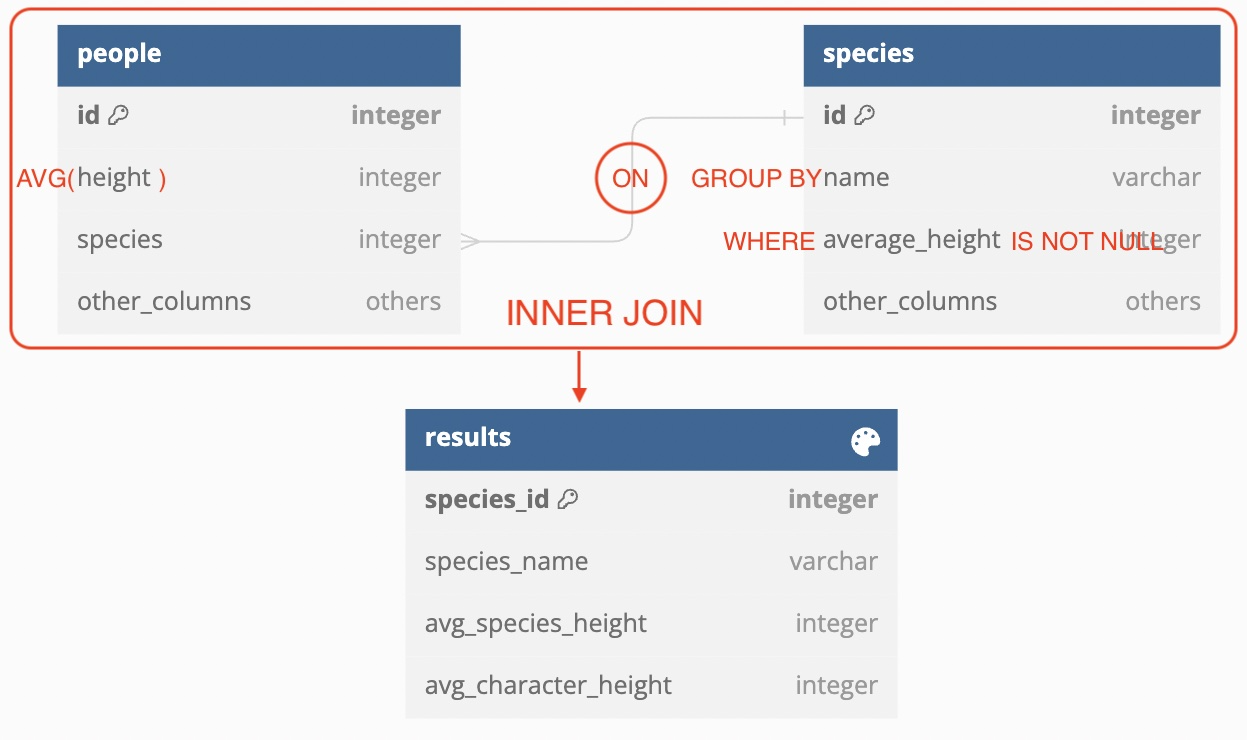 people
id integer
AVG( height ) integer
species integer
other_columns others
ON
INNER JOIN
species
id integer
GROUP BY name varchar
WHERE average_height IS NOT NULL integer
other_columns others
results
species_id integer
species_name varchar
avg_species_height integer
avg_character_height integer